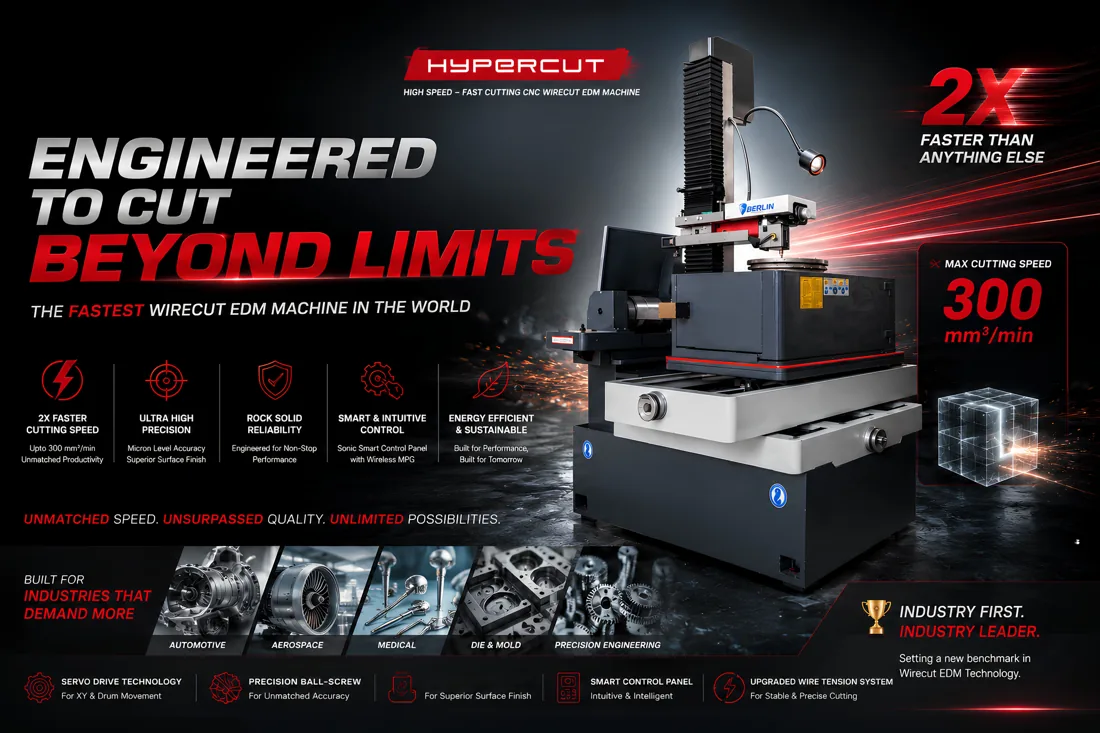 HYPERCUT
HIGH SPEED – FAST CUTTING CNC WIRECUT EDM MACHINE
2X
FASTER THAN
ANYTHING ELSE
ENGINEERED
TO CUT
BEYOND LIMITS
THE FASTEST WIRECUT EDM MACHINE IN THE WORLD
BERLIN
MAX CUTTING SPEED
300
mm³/min
2X FASTER
CUTTING SPEED
Upto 300 mm³/min
Unmatched Productivity
ULTRA HIGH
PRECISION
Micron Level Accuracy
Superior Surface Finish
ROCK SOLID
RELIABILITY
Engineered for Non-Stop
Performance
SMART & INTUITIVE
CONTROL
Sonic Smart Control Panel
with Wireless MPG
ENERGY EFFICIENT
& SUSTAINABLE
Built for Performance,
Built for Tomorrow
UNMATCHED SPEED. UNSURPASSED QUALITY. UNLIMITED POSSIBILITIES.
BUILT FOR
INDUSTRIES THAT
DEMAND MORE
AUTOMOTIVE
AEROSPACE
MEDICAL
DIE & MOLD
PRECISION ENGINEERING
INDUSTRY FIRST.
INDUSTRY LEADER.
Setting a new benchmark in
Wirecut EDM Technology.
SERVO DRIVE TECHNOLOGY
For XY & Drum Movement
PRECISION BALL-SCREW
For Unmatched Accuracy
For Superior Surface Finish
SMART CONTROL PANEL
Intuitive & Intelligent
UPGRADED WIRE TENSION SYSTEM
For Stable & Precise Cutting